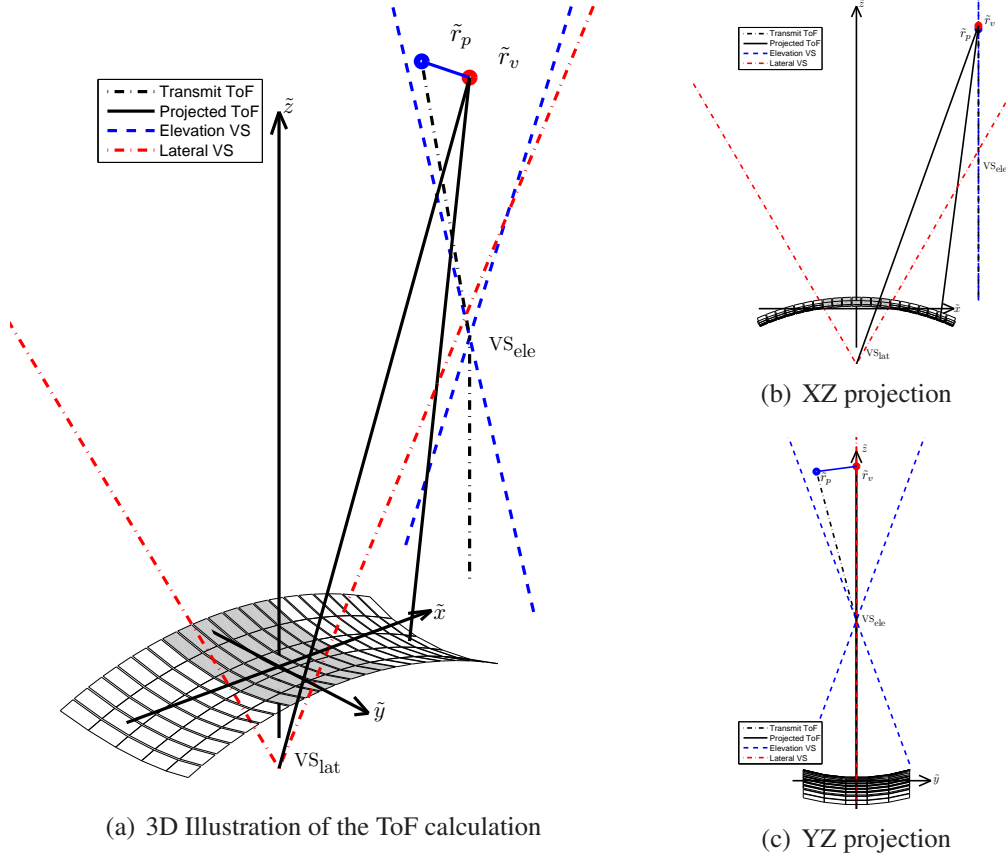 r̃p
r̃v
Transmit ToF
Projected ToF
Elevation VS
Lateral VS
z̃
VSele
x̃
ỹ
VSlat
(a) 3D Illustration of the ToF calculation
z̃
Transmit ToF
Projected ToF
Elevation VS
Lateral VS
r̃p
r̃v
VSele
x̃
VSlat
(b) XZ projection
z̃
r̃p
r̃v
VSele
Transmit ToF
Projected ToF
Elevation VS
Lateral VS
ỹ
(c) YZ projection